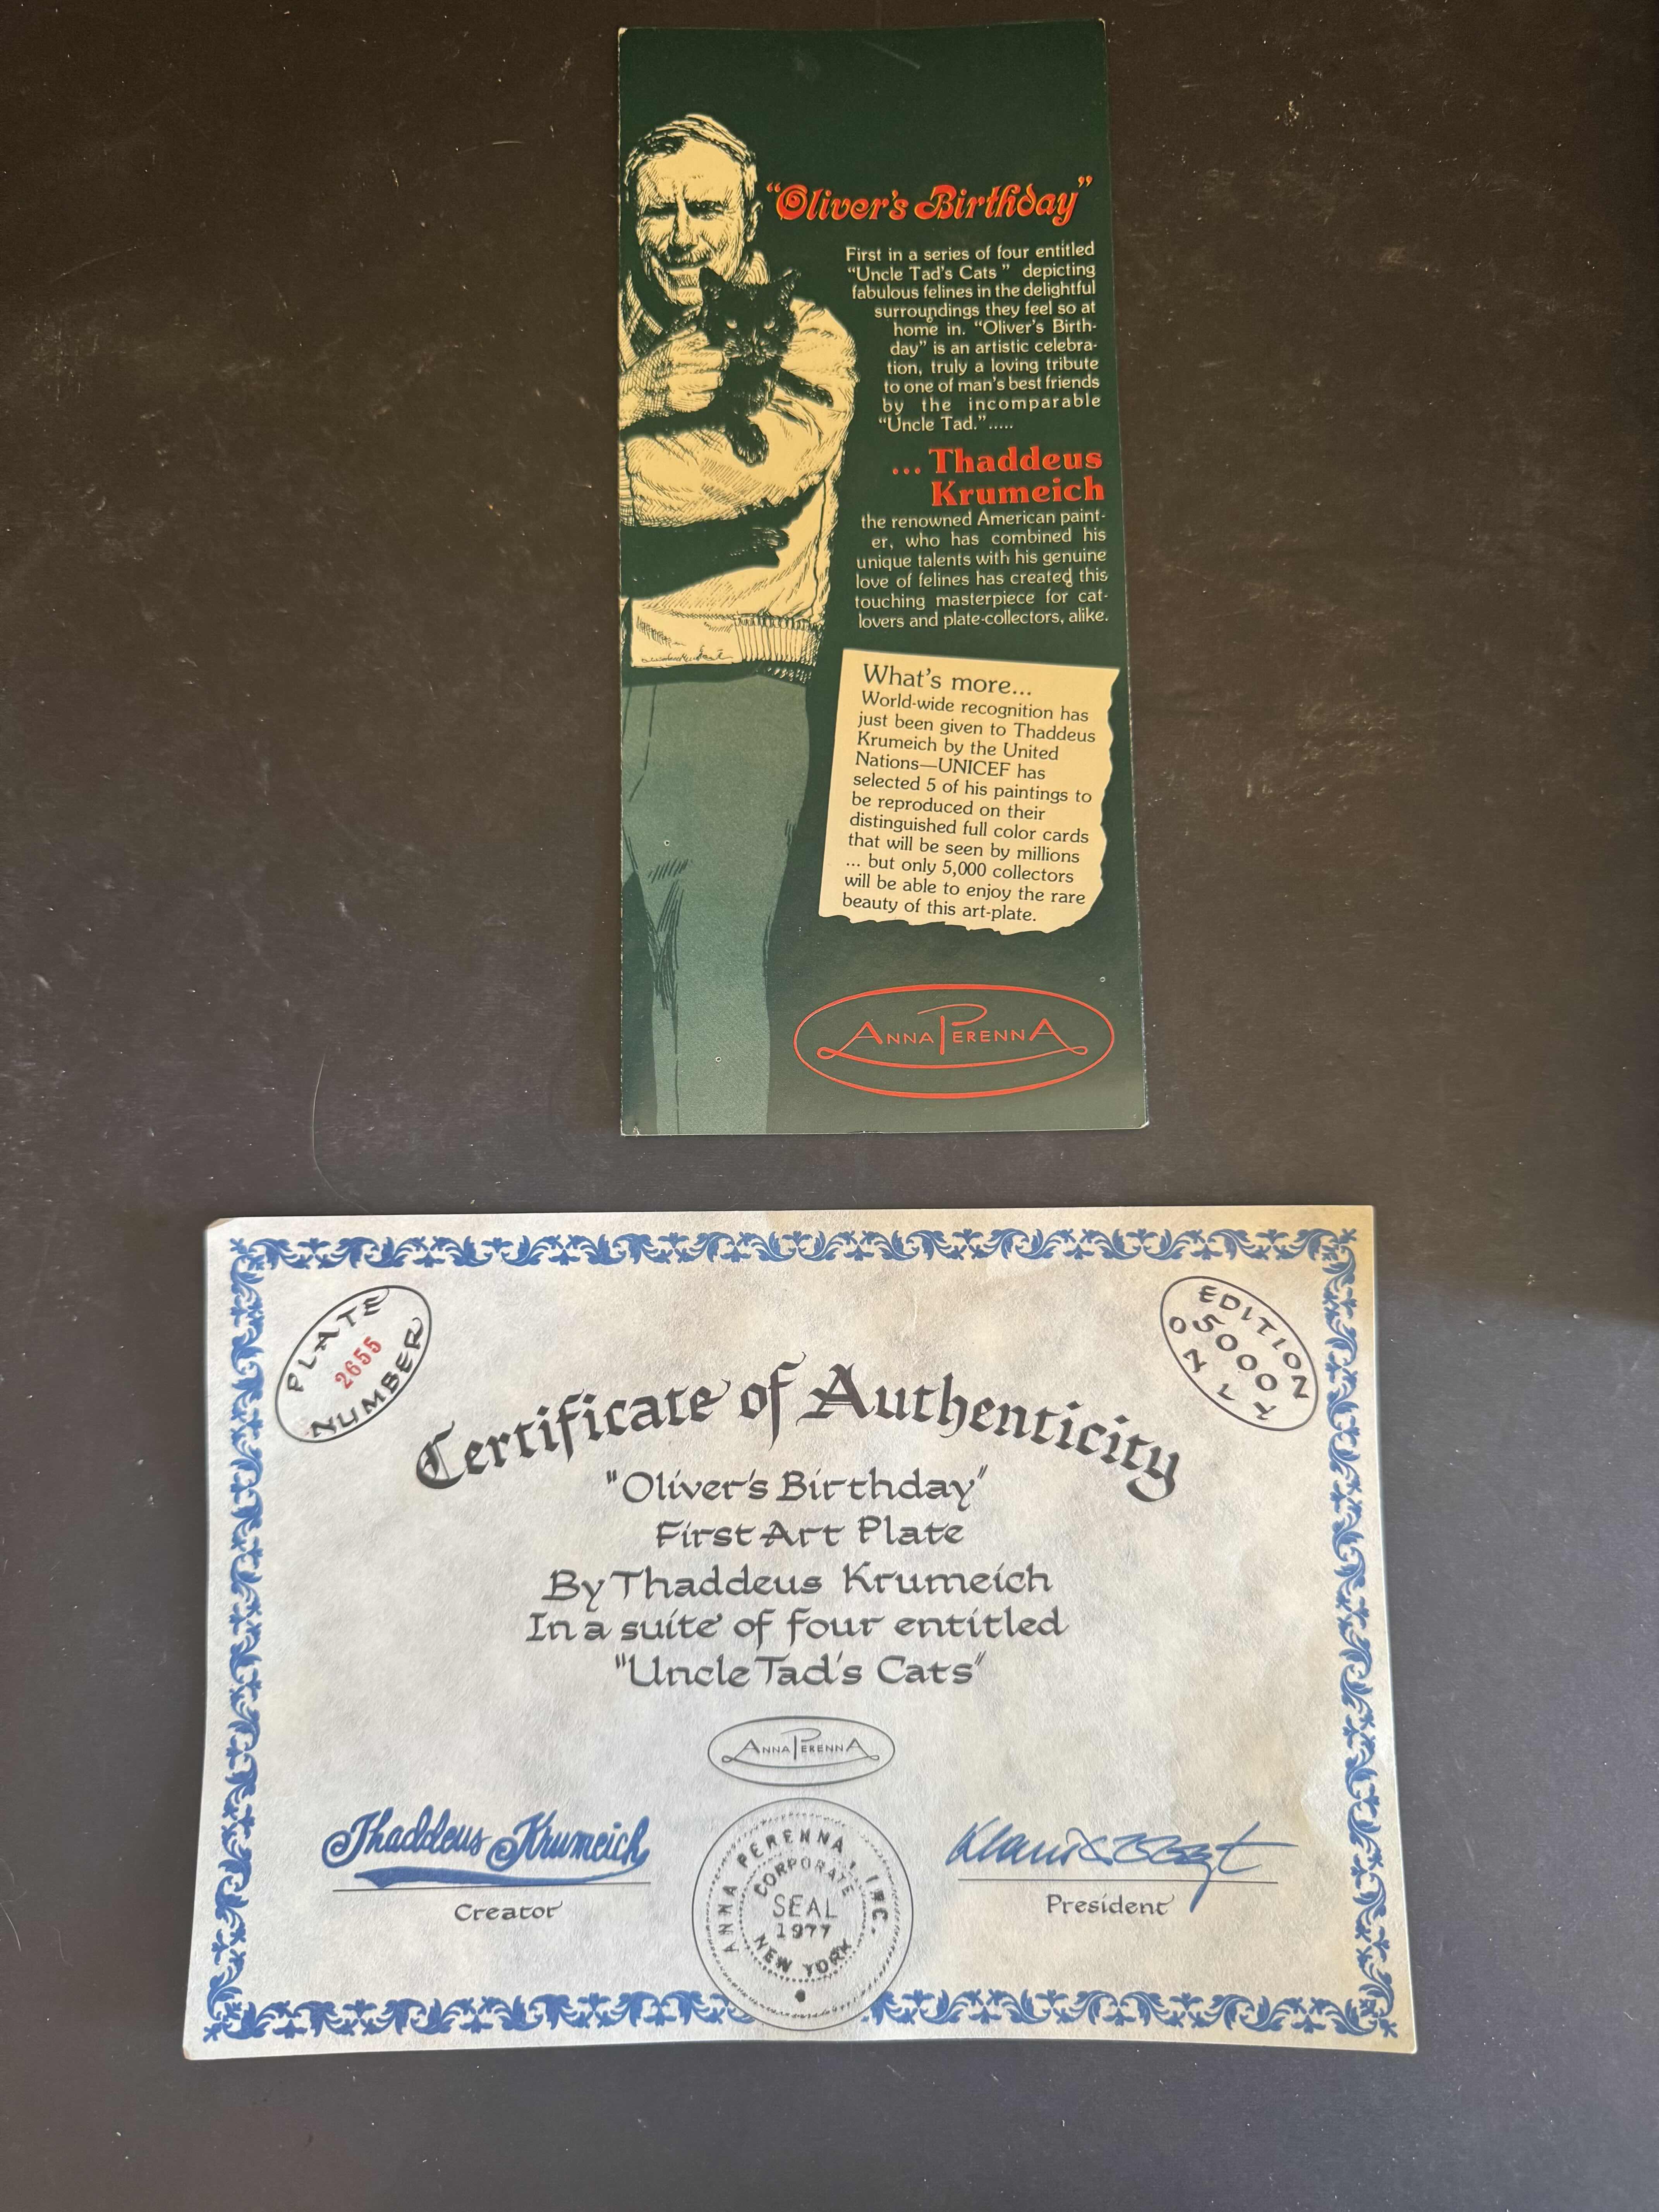 “Oliver's Birthday”
First in a series of four entitled
“Uncle Tad's Cats ” depicting
fabulous felines in the delightful
surroundings they feel so at
home in. “Oliver's Birth-
day” is an artistic celebra-
tion, truly a loving tribute
to one of man's best friends
by the incomparable
“Uncle Tad.”.....
... Thaddeus
Krumeich
the renowned American paint-
er, who has combined his
unique talents with his genuine
love of felines has created this
touching masterpiece for cat-
lovers and plate-collectors, alike.
What's more...
World-wide recognition has
just been given to Thaddeus
Krumeich by the United
Nations—UNICEF has
selected 5 of his paintings to
be reproduced on their
distinguished full color cards
that will be seen by millions
... but only 5,000 collectors
will be able to enjoy the rare
beauty of this art-plate.
ANNA PERENNA
PLATE
2655
NUMBER
EDITION
5000
ONLY
Certificate of Authenticity
"Oliver's Birthday"
First Art Plate
By Thaddeus Krumeich
In a suite of four entitled
"Uncle Tad's Cats"
ANNA PERENNA
Thaddeus Krumeich
Creator
President
ANNA PERENNA, INC.
CORPORATE
SEAL
1977
NEW YORK